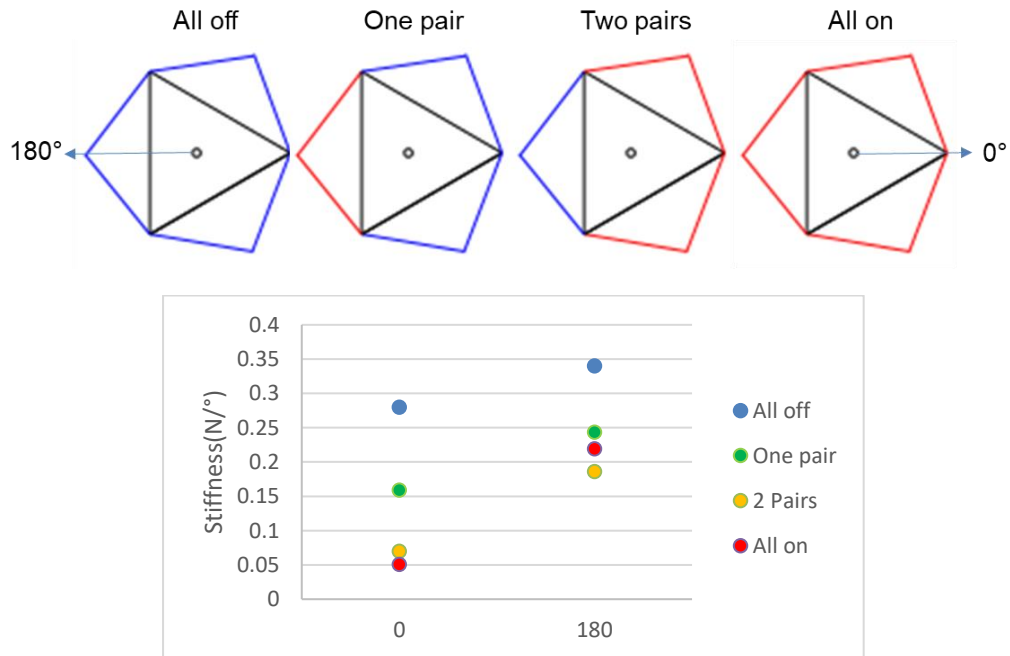 All off One pair Two pairs All on
180° 0°
0.4
0.35
0.3
0.25
0.2
0.15
0.1
0.05
0
Stiffness(N/°)
0 180
All off
One pair
2 Pairs
All on